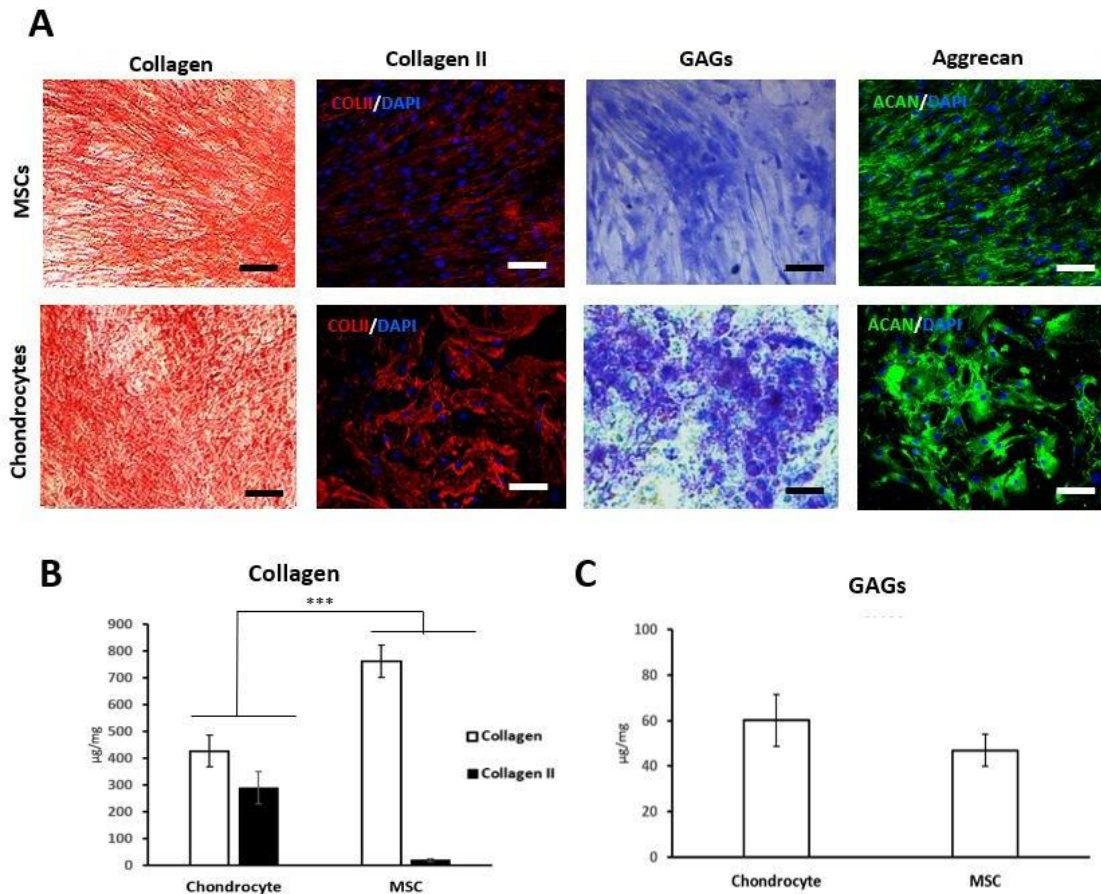 A
Collagen Collagen II GAGs Aggrecan
MSCs
COLII/DAPI
ACAN/DAPI
Chondrocytes
COLII/DAPI
ACAN/DAPI
B
Collagen
***
900
800
700
600
500
400
300
200
100
0
µg/mg
Collagen
Collagen II
Chondrocyte MSC
C
GAGs
100
80
60
40
20
0
µg/mg
Chondrocyte MSC